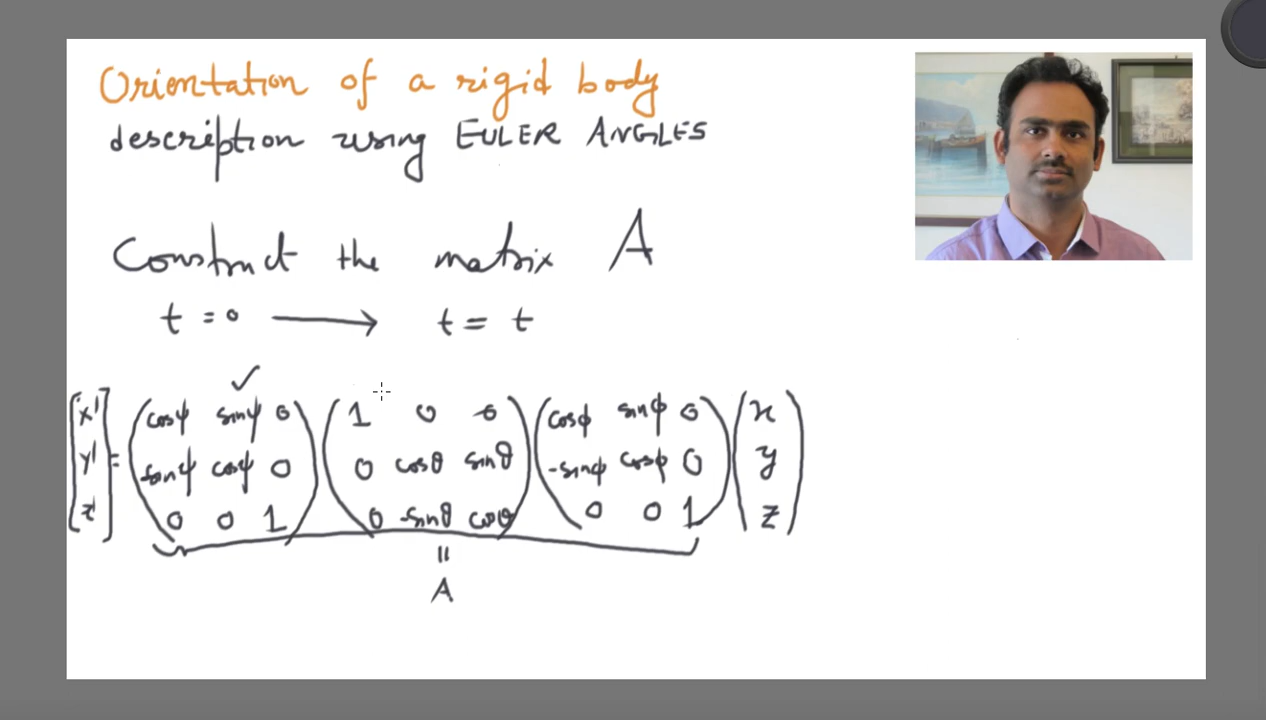 Orientation of a rigid body
description using EULER ANGLES
Construct the matrix A
t = 0 ⟶ t = t
✓
[x' y' z'] = (cosψ sinψ 0) (1 0 0) (cosϕ sinϕ 0) (x
-sinψ cosψ 0) (0 cosθ sinθ) (-sinϕ cosϕ 0) y
0 0 1) (0 -sinθ cosθ) (0 0 1) z)
=
A